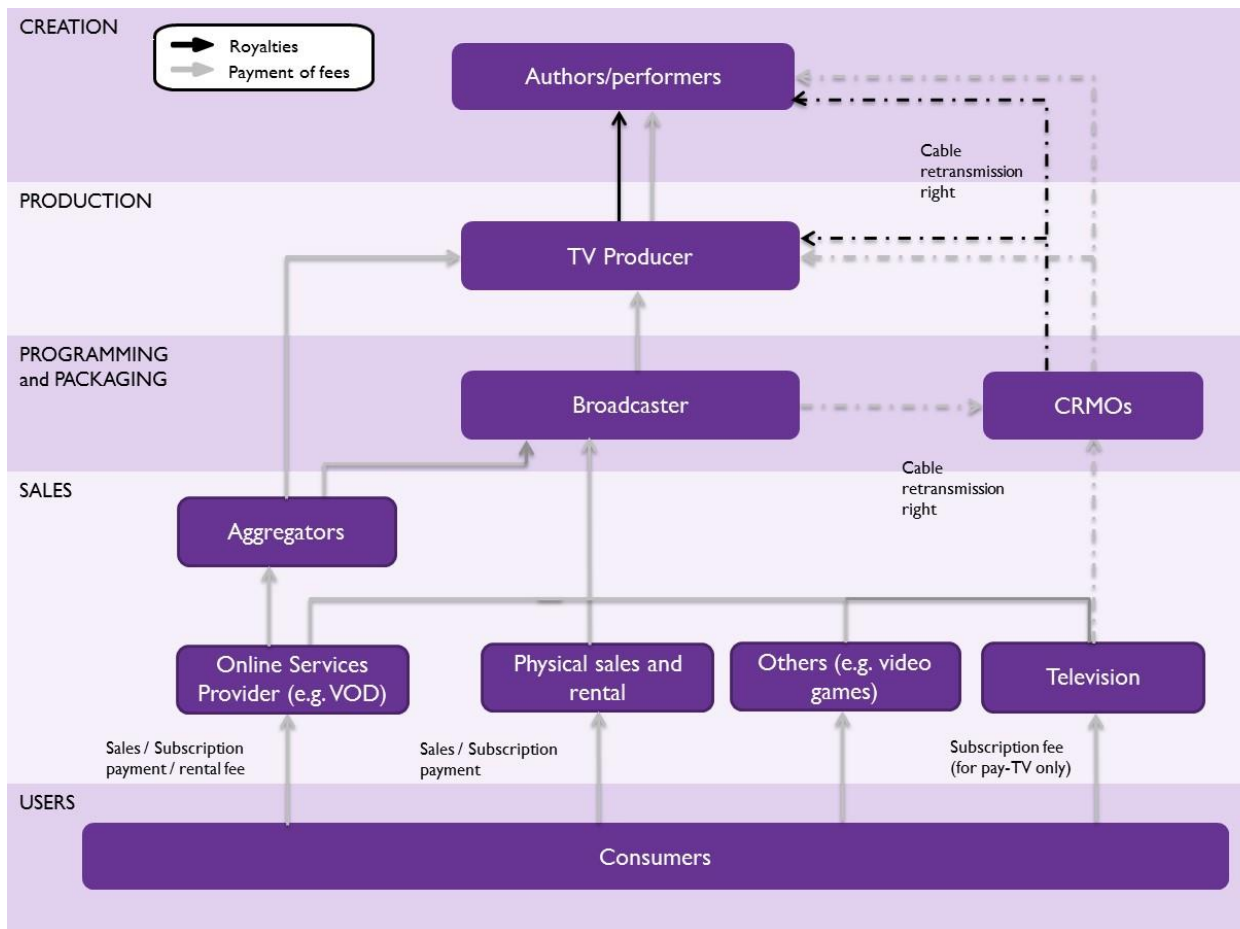 CREATION
Royalties
Payment of fees
Authors/performers
Cable
retransmission
right
PRODUCTION
TV Producer
PROGRAMMING
and PACKAGING
Broadcaster
CRMOs
SALES
Cable
retransmission
right
Aggregators
Online Services
Provider (e.g. VOD)
Physical sales and
rental
Others (e.g. video
games)
Television
Sales / Subscription
payment / rental fee
Sales / Subscription
payment
Subscription fee
(for pay-TV only)
USERS
Consumers